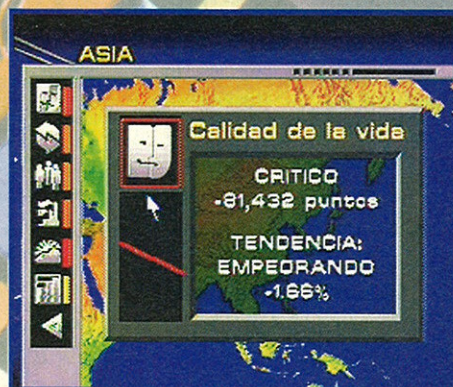 ASIA
Calidad de la vida
CRITICO
-81,432 puntos
TENDENCIA:
EMPEORANDO
-1.66%